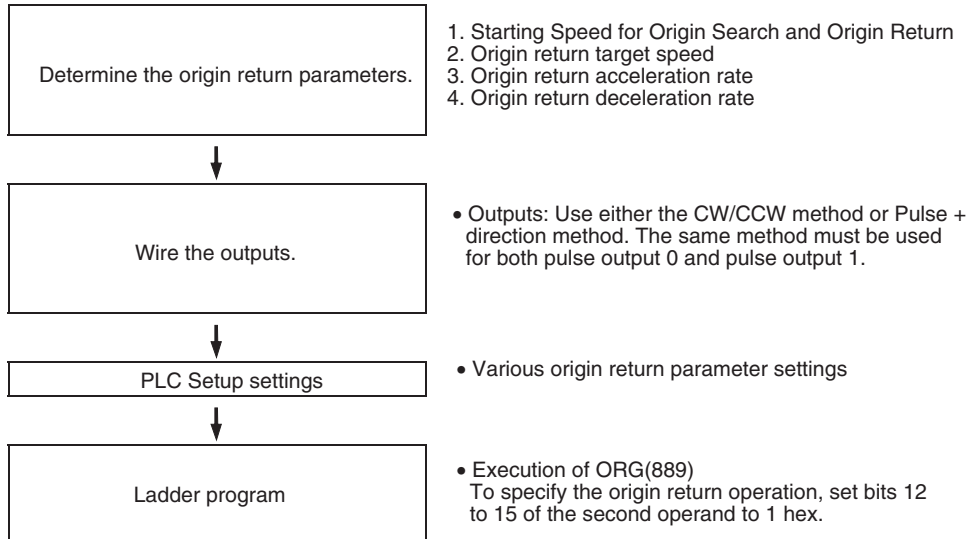 Determine the origin return parameters.
1. Starting Speed for Origin Search and Origin Return
2. Origin return target speed
3. Origin return acceleration rate
4. Origin return deceleration rate
Wire the outputs.
• Outputs: Use either the CW/CCW method or Pulse +
direction method. The same method must be used
for both pulse output 0 and pulse output 1.
PLC Setup settings
• Various origin return parameter settings
Ladder program
• Execution of ORG(889)
To specify the origin return operation, set bits 12
to 15 of the second operand to 1 hex.